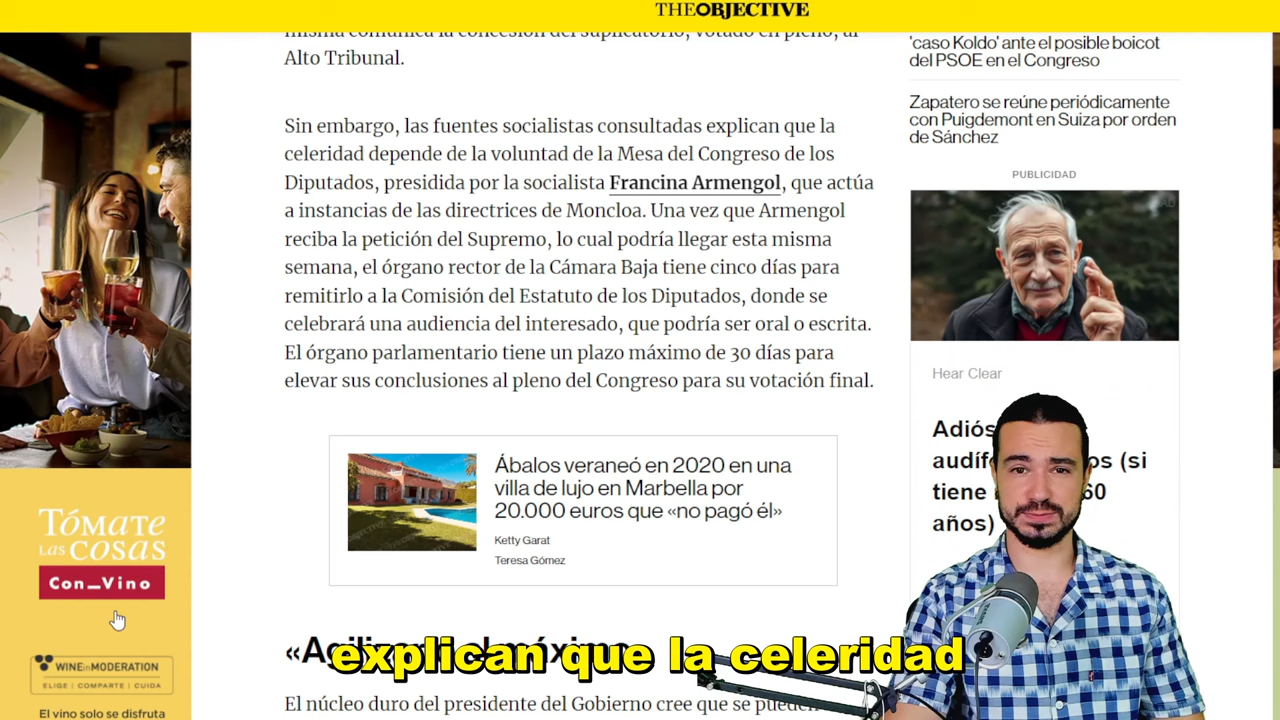 THEOBJECTIVE
misma comunica la concesión del suplicatorio, votado en pleno, al
Alto Tribunal.
Sin embargo, las fuentes socialistas consultadas explican que la
celeridad depende de la voluntad de la Mesa del Congreso de los
Diputados, presidida por la socialista Francina Armengol, que actúa
a instancias de las directrices de Moncloa. Una vez que Armengol
reciba la petición del Supremo, lo cual podría llegar esta misma
semana, el órgano rector de la Cámara Baja tiene cinco días para
remitirlo a la Comisión del Estatuto de los Diputados, donde se
celebrará una audiencia del interesado, que podría ser oral o escrita.
El órgano parlamentario tiene un plazo máximo de 30 días para
elevar sus conclusiones al pleno del Congreso para su votación final.
Ábalos veraneó en 2020 en una
villa de lujo en Marbella por
20.000 euros que «no pagó él»
Ketty Garat
Teresa Gómez
El núcleo duro del presidente del Gobierno cree que se
'caso Koldo' ante el posible boicot
del PSOE en el Congreso
Zapatero se reúne periódicamente
con Puigdemont en Suiza por orden
de Sánchez
PUBLICIDAD
Hear Clear
Adiós
(si
tiene 60
años)
TÓMATE
LAS COSAS
Con_Vino
WINE in MODERATION
ELIGE | COMPARTE | CUIDA
El vino solo se disfruta
explican que la celeridad